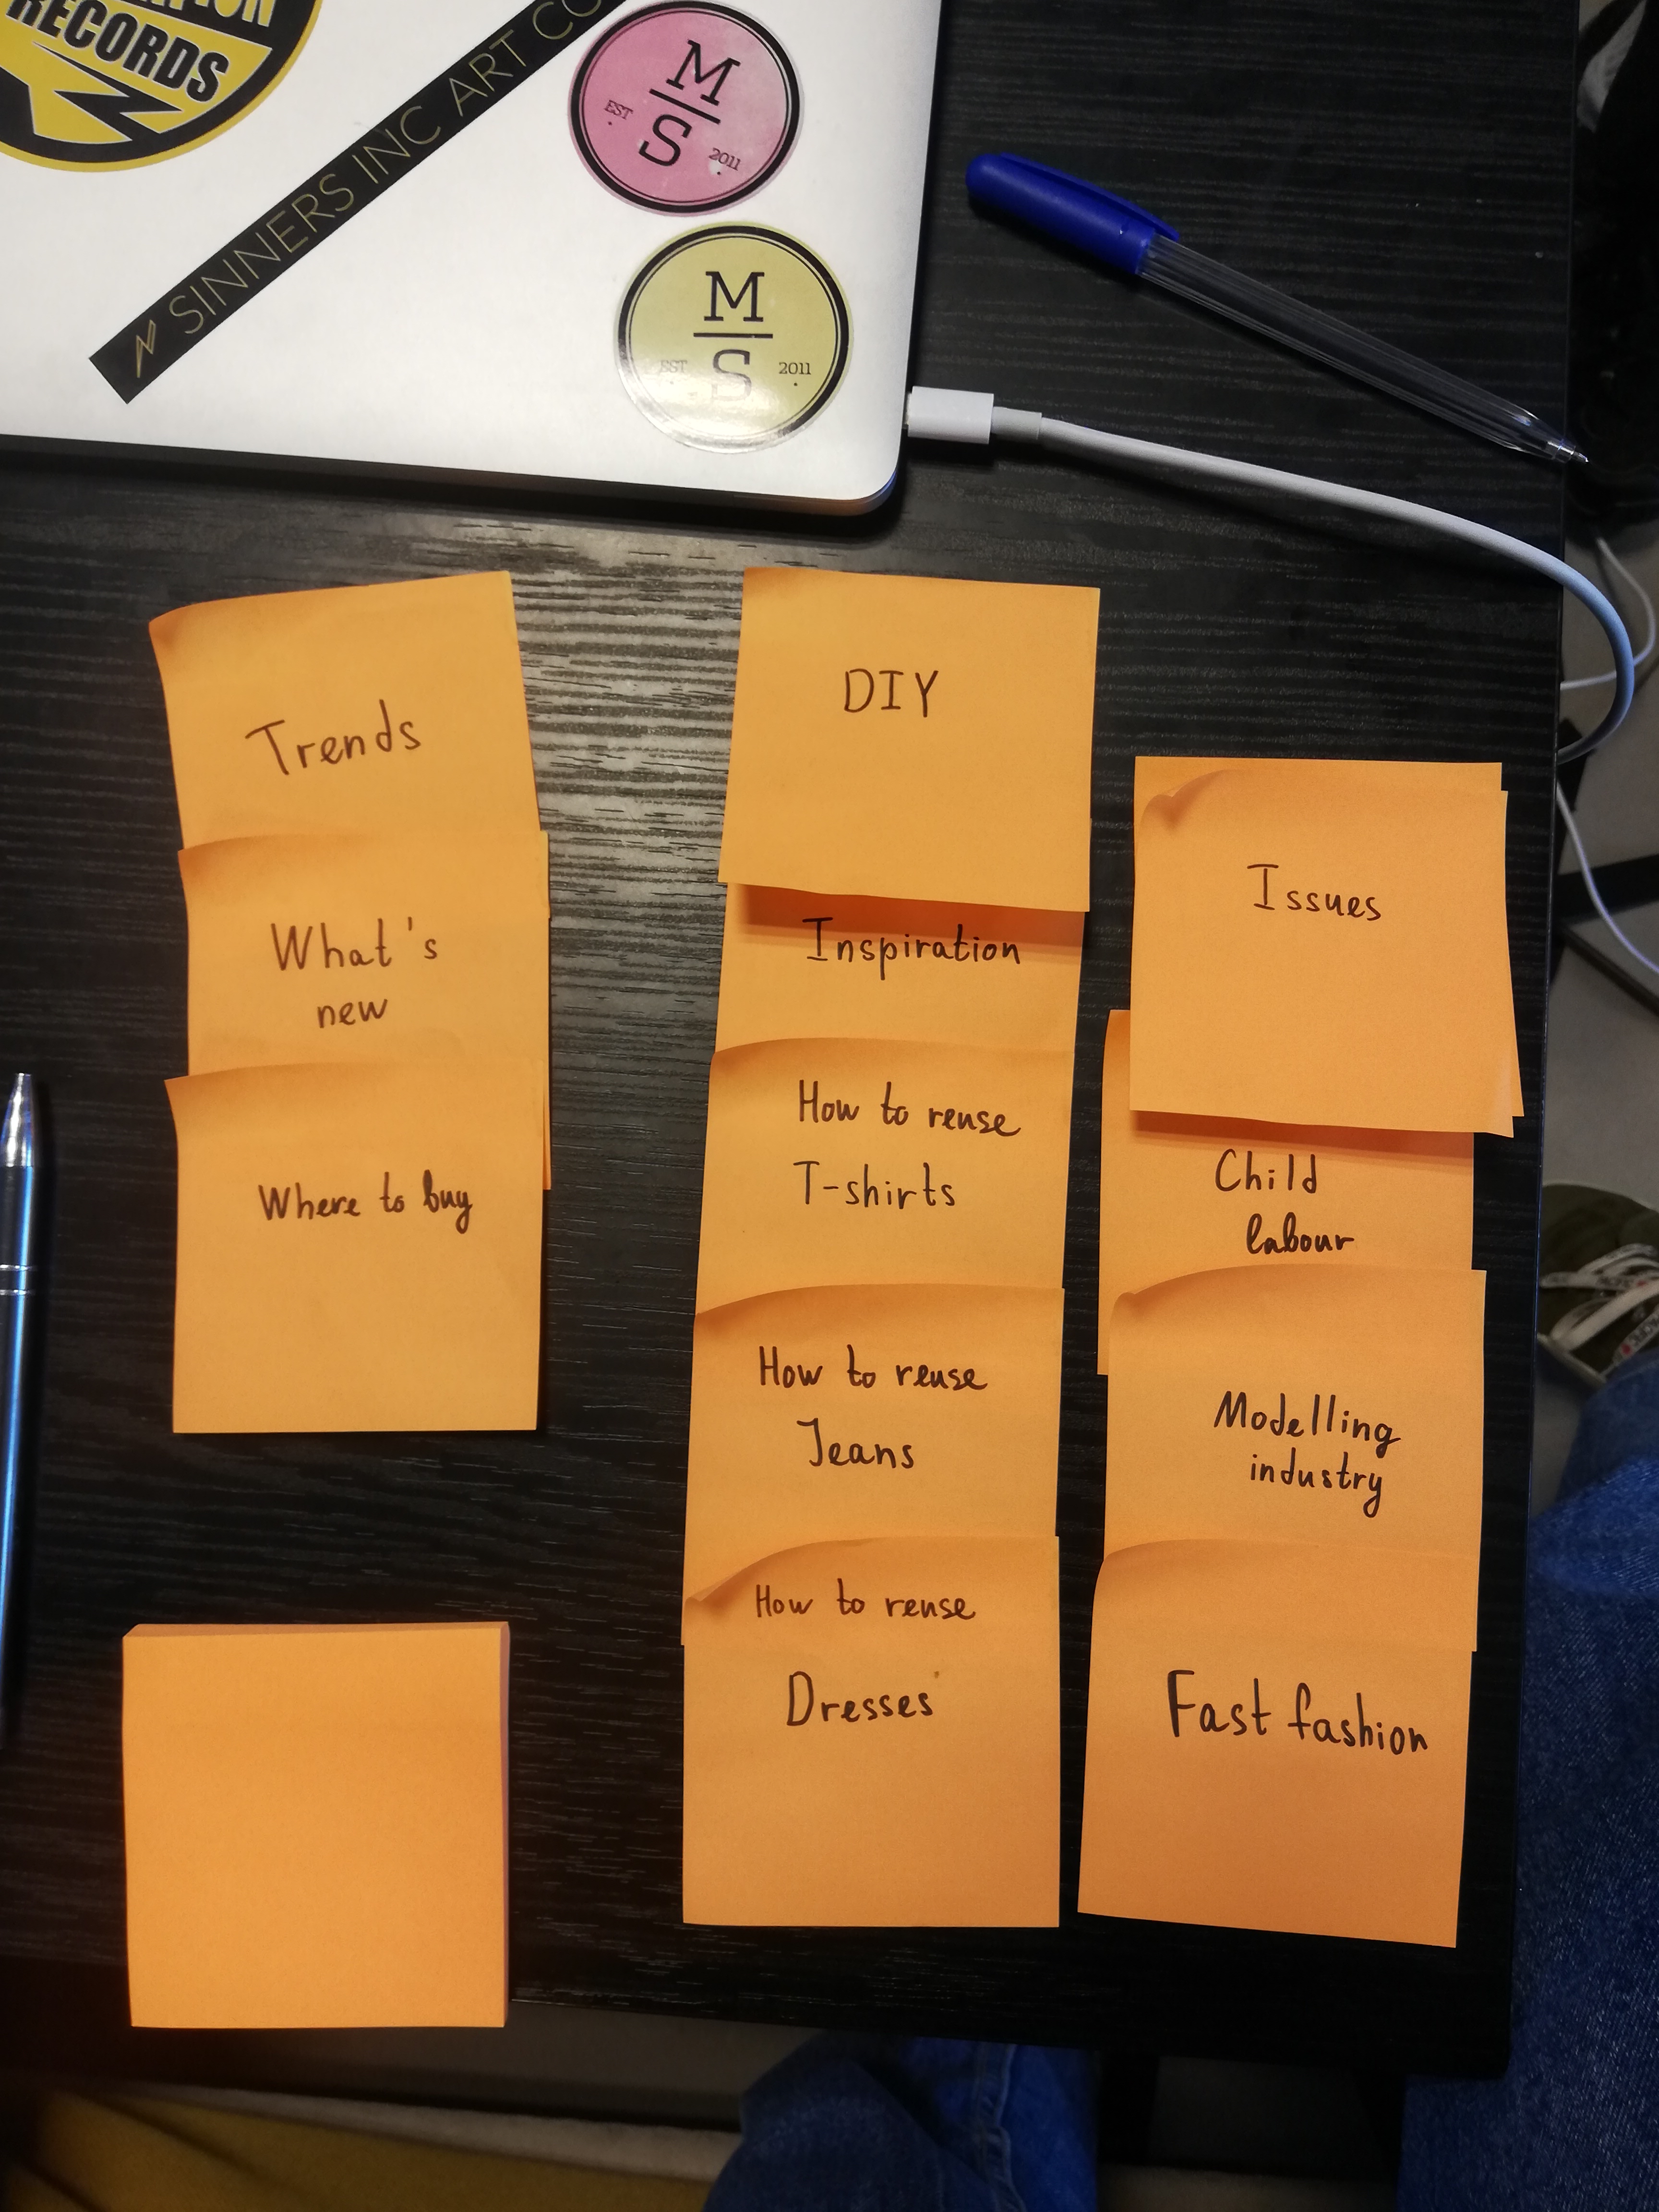 RECORDS
SINNERS INC ART CO
M
S
EST 2011
M
S
EST 2011
Trends
What's
new
Where to buy
DIY
Inspiration
How to reuse
T-shirts
How to reuse
Jeans
How to reuse
Dresses
Issues
Child
labour
Modelling
industry
Fast fashion